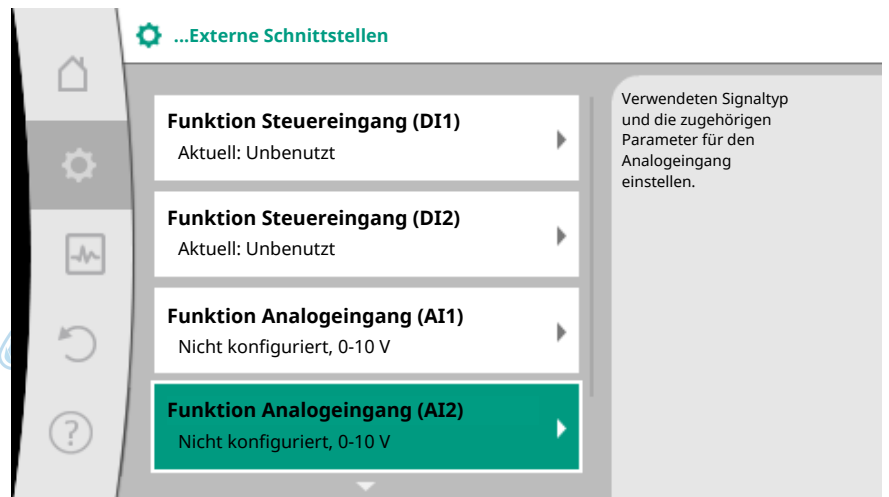 ...Externe Schnittstellen
Funktion Steuereingang (DI1)
Aktuell: Unbenutzt
Funktion Steuereingang (DI2)
Aktuell: Unbenutzt
Funktion Analogeingang (AI1)
Nicht konfiguriert, 0-10 V
Funktion Analogeingang (AI2)
Nicht konfiguriert, 0-10 V
Verwendeten Signaltyp
und die zugehörigen
Parameter für den
Analogeingang
einstellen.
?